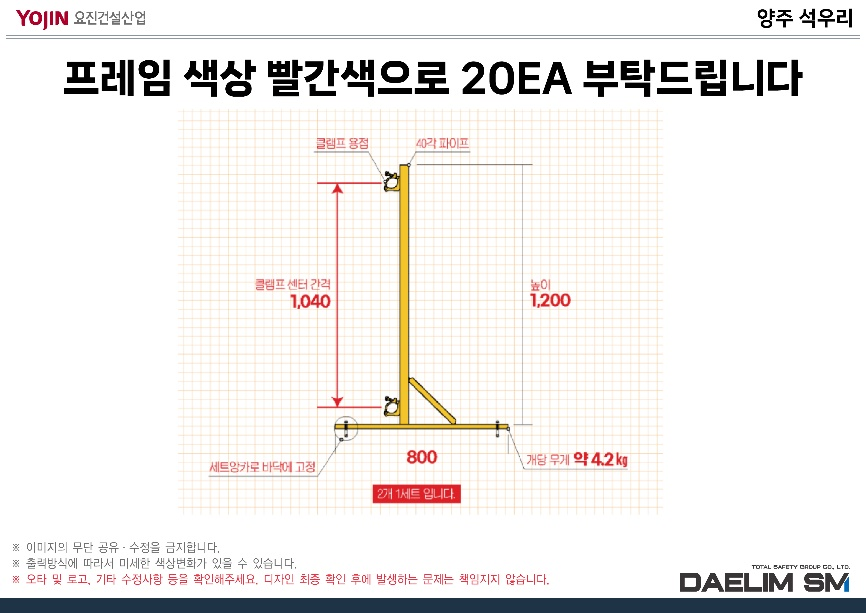 YOJIN 요진건설산업
양주 석우리
프레임 색상 빨간색으로 20EA 부탁드립니다
클램프 용접
40각 파이프
클램프 센터 간격
1,040
높이
1,200
800
세트앙카로 바닥에 고정
개당 무게 약 4.2kg
2개 1세트 입니다.
※ 이미지의 무단 공유 · 수정을 금지합니다.
※ 출력방식에 따라서 미세한 색상변화가 있을 수 있습니다.
※ 오타 및 로고, 기타 수정사항 등을 확인해주세요. 디자인 최종 확인 후에 발생하는 문제는 책임지지 않습니다.
TOTAL SAFETY GROUP CO., LTD.
DAELIM SM